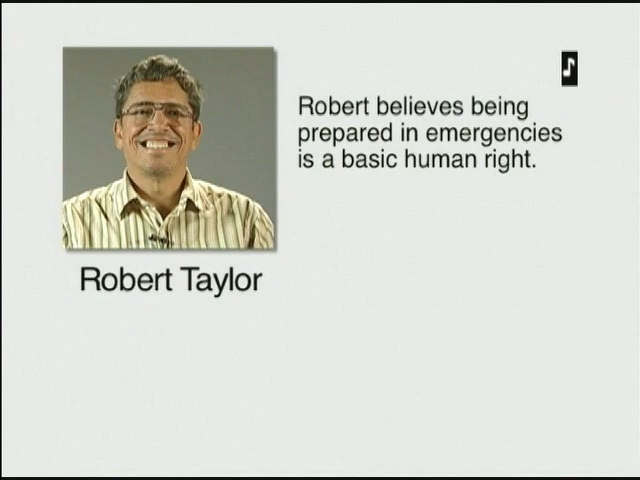 ♪
Robert believes being
prepared in emergencies
is a basic human right.
Robert Taylor